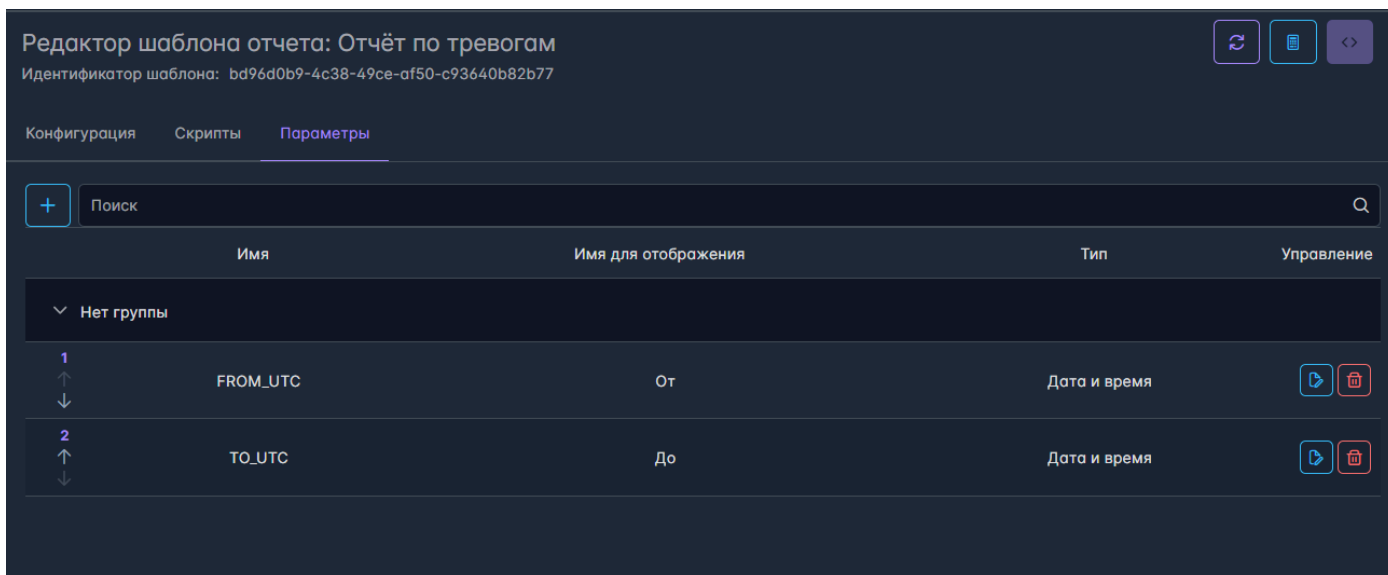 Редактор шаблона отчета: Отчёт по тревогам
Идентификатор шаблона: bd96d0b9-4c38-49ce-af50-c93640b82b77
Конфигурация Скрипты Параметры
Поиск
Имя Имя для отображения Тип Управление
Нет группы
1
FROM_UTC От Дата и время
2
TO_UTC До Дата и время